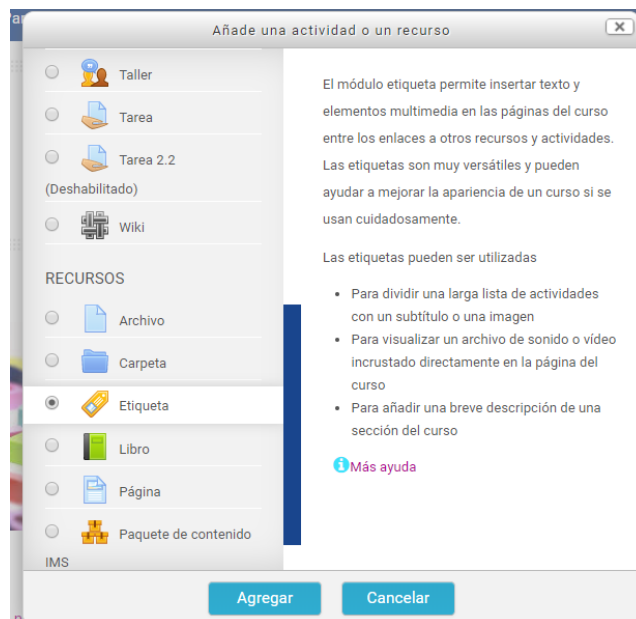 Añade una actividad o un recurso
Taller
Tarea
Tarea 2.2
(Deshabilitado)
Wiki
RECURSOS
Archivo
Carpeta
Etiqueta
Libro
Página
Paquete de contenido
IMS
El módulo etiqueta permite insertar texto y
elementos multimedia en las páginas del curso
entre los enlaces a otros recursos y actividades.
Las etiquetas son muy versátiles y pueden
ayudar a mejorar la apariencia de un curso si se
usan cuidadosamente.
Las etiquetas pueden ser utilizadas
• Para dividir una larga lista de actividades
con un subtítulo o una imagen
• Para visualizar un archivo de sonido o vídeo
incrustado directamente en la página del
curso
• Para añadir una breve descripción de una
sección del curso
Más ayuda
Agregar
Cancelar